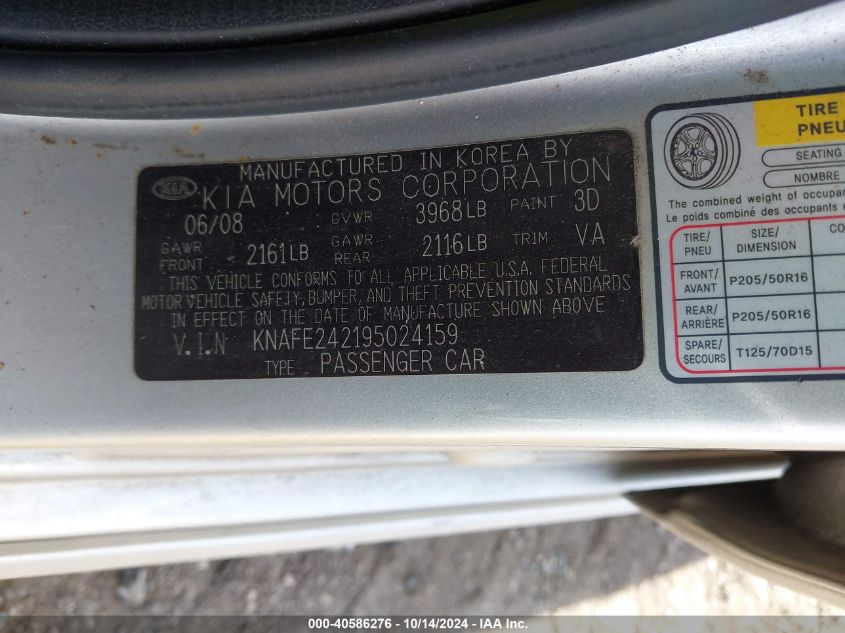 MANUFACTURED IN KOREA BY
KIA KIA MOTORS CORPORATION
06/08 GVWR 3968LB PAINT 3D
GAWR FRONT 2161LB GAWR REAR 2116LB TRIM VA
THIS VEHICLE CONFORMS TO ALL APPLICABLE U.S.A. FEDERAL
MOTOR VEHICLE SAFETY, BUMPER, AND THEFT PREVENTION STANDARDS
IN EFFECT ON THE DATE OF MANUFACTURE SHOWN ABOVE
V.I.N KNAFE242195024159
TYPE PASSENGER CAR
TIRE
PNEU
SEATING
NOMBRE
The combined weight of occupa
Le poids combiné des occupants
TIRE/ PNEU SIZE/ DIMENSION CO
FRONT/ AVANT P205/50R16
REAR/ ARRIÈRE P205/50R16
SPARE/ SECOURS T125/70D15
000-40586276 - 10/14/2024 - IAA, Inc.